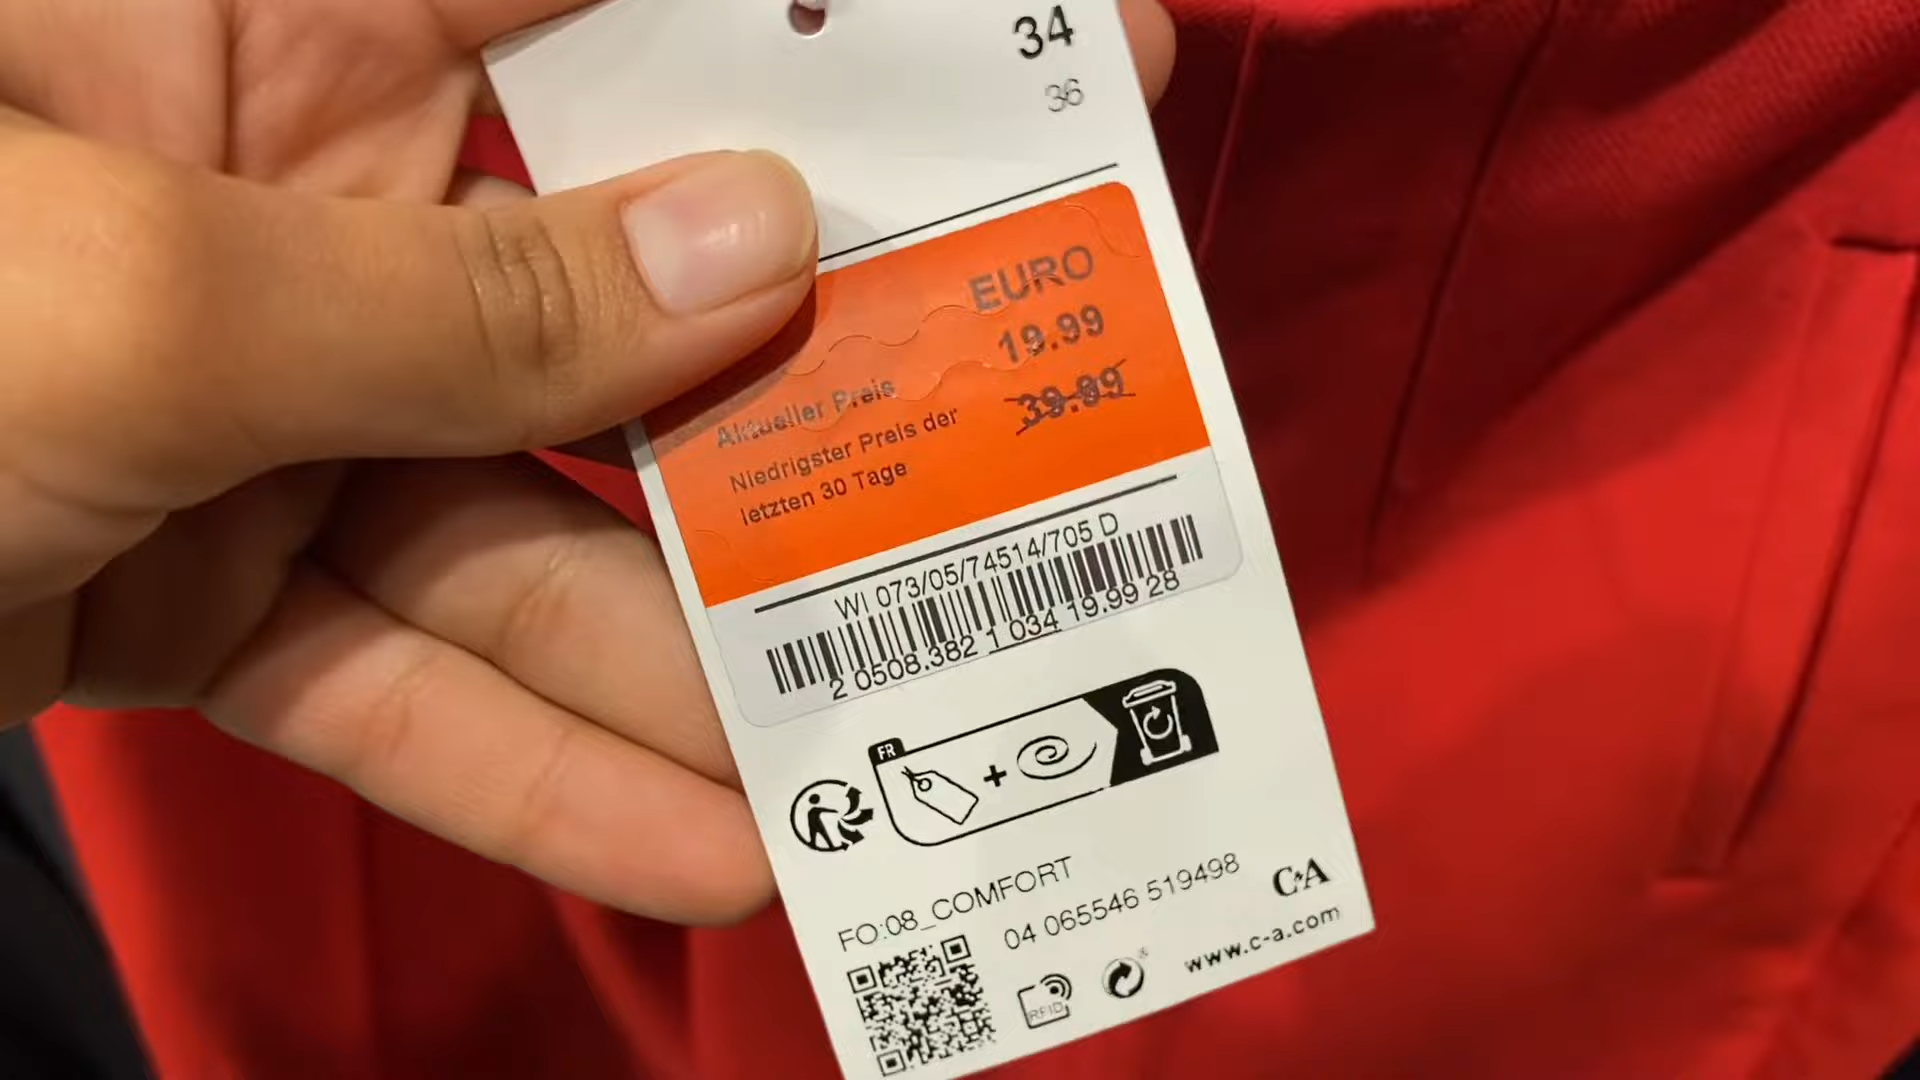 34
36
EURO
19.99
Aktueller Preis
39.99
Niedrigster Preis der
letzten 30 Tage
WI 073/05/74514/705 D
2 0508.382 1 034 19.99 28
FR
+
FO:08_COMFORT
04 065546 519498
C&A
RFID
®
www.c-a.com